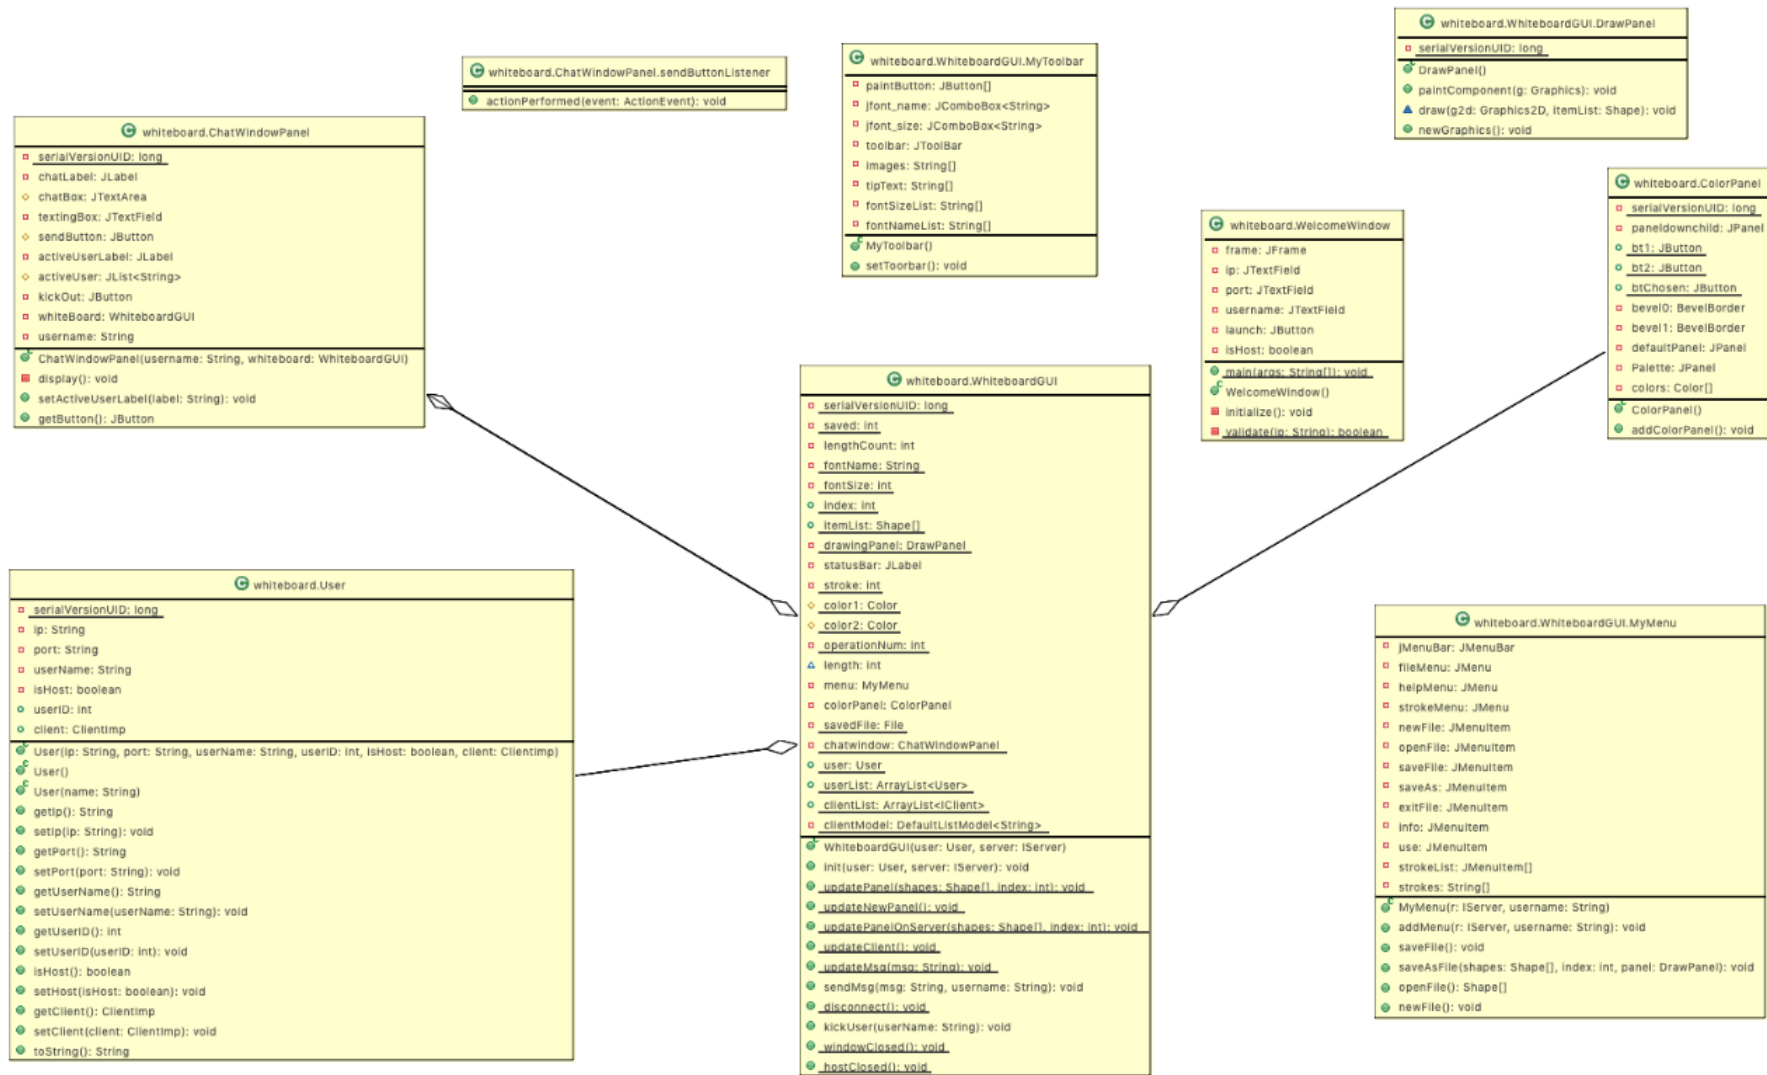 whiteboard.ChatWindowPanel
serialVersionUID: long
chatLabel: JLabel
chatBox: JTextArea
textingBox: JTextField
sendButton: JButton
activeUserLabel: JLabel
activeUser: JList<String>
kickOut: JButton
whiteBoard: WhiteboardGUI
username: String
ChatWindowPanel(username: String, whiteboard: WhiteboardGUI)
display(): void
setActiveUserLabel(label: String): void
getButton(): JButton
whiteboard.ChatWindowPanel.sendButtonListener
actionPerformed(event: ActionEvent): void
whiteboard.WhiteboardGUI.MyToolbar
paintButton: JButton[]
jfont_name: JComboBox<String>
jfont_size: JComboBox<String>
toolbar: JToolBar
images: String[]
tipText: String[]
fontSizeList: String[]
fontNameList: String[]
MyToolbar()
setToorbar(): void
whiteboard.WhiteboardGUI.DrawPanel
serialVersionUID: long
DrawPanel()
paintComponent(g: Graphics): void
draw(g2d: Graphics2D, itemList: Shape): void
newGraphics(): void
whiteboard.WelcomeWindow
frame: JFrame
ip: JTextField
port: JTextField
username: JTextField
launch: JButton
isHost: boolean
main(args: String[]): void
WelcomeWindow()
initialize(): void
validate(ip: String): boolean
whiteboard.ColorPanel
serialVersionUID: long
paneldownchild: JPanel
bt1: JButton
bt2: JButton
btChosen: JButton
bevel0: BevelBorder
bevel1: BevelBorder
defaultPanel: JPanel
Palette: JPanel
colors: Color[]
ColorPanel()
addColorPanel(): void
whiteboard.User
serialVersionUID: long
ip: String
port: String
userName: String
isHost: boolean
userID: int
client: ClientImp
User(ip: String, port: String, userName: String, userID: int, isHost: boolean, client: ClientImp)
User()
User(name: String)
getIp(): String
setIp(ip: String): void
getPort(): String
setPort(port: String): void
getUserName(): String
setUserName(userName: String): void
getUserID(): int
setUserID(userID: int): void
isHost(): boolean
setHost(isHost: boolean): void
getClient(): ClientImp
setClient(client: ClientImp): void
toString(): String
whiteboard.WhiteboardGUI
serialVersionUID: long
saved: int
lengthCount: int
fontName: String
fontSize: int
index: int
itemList: Shape[]
drawingPanel: DrawPanel
statusBar: JLabel
stroke: int
color1: Color
color2: Color
operationNum: int
length: int
menu: MyMenu
colorPanel: ColorPanel
savedFile: File
chatwindow: ChatWindowPanel
user: User
userList: ArrayList<User>
clientList: ArrayList<IClient>
clientModel: DefaultListModel<String>
WhiteboardGUI(user: User, server: IServer)
init(user: User, server: IServer): void
updatePanel(shapes: Shape[], index: int): void
updateNewPanel(): void
updatePanelOnServer(shapes: Shape[], index: int): void
updateClient(): void
updateMsg(msg: String): void
sendMsg(msg: String, username: String): void
disconnect(): void
kickUser(userName: String): void
windowClosed(): void
hostClosed(): void
whiteboard.WhiteboardGUI.MyMenu
jMenuBar: JMenuBar
fileMenu: JMenu
helpMenu: JMenu
strokeMenu: JMenu
newFile: JMenuItem
openFile: JMenuItem
saveFile: JMenuItem
saveAs: JMenuItem
exitFile: JMenuItem
info: JMenuItem
use: JMenuItem
strokeList: JMenuItem[]
strokes: String[]
MyMenu(r: IServer, username: String)
addMenu(r: IServer, username: String): void
saveFile(): void
saveAsFile(shapes: Shape[], index: int, panel: DrawPanel): void
openFile(): Shape[]
newFile(): void